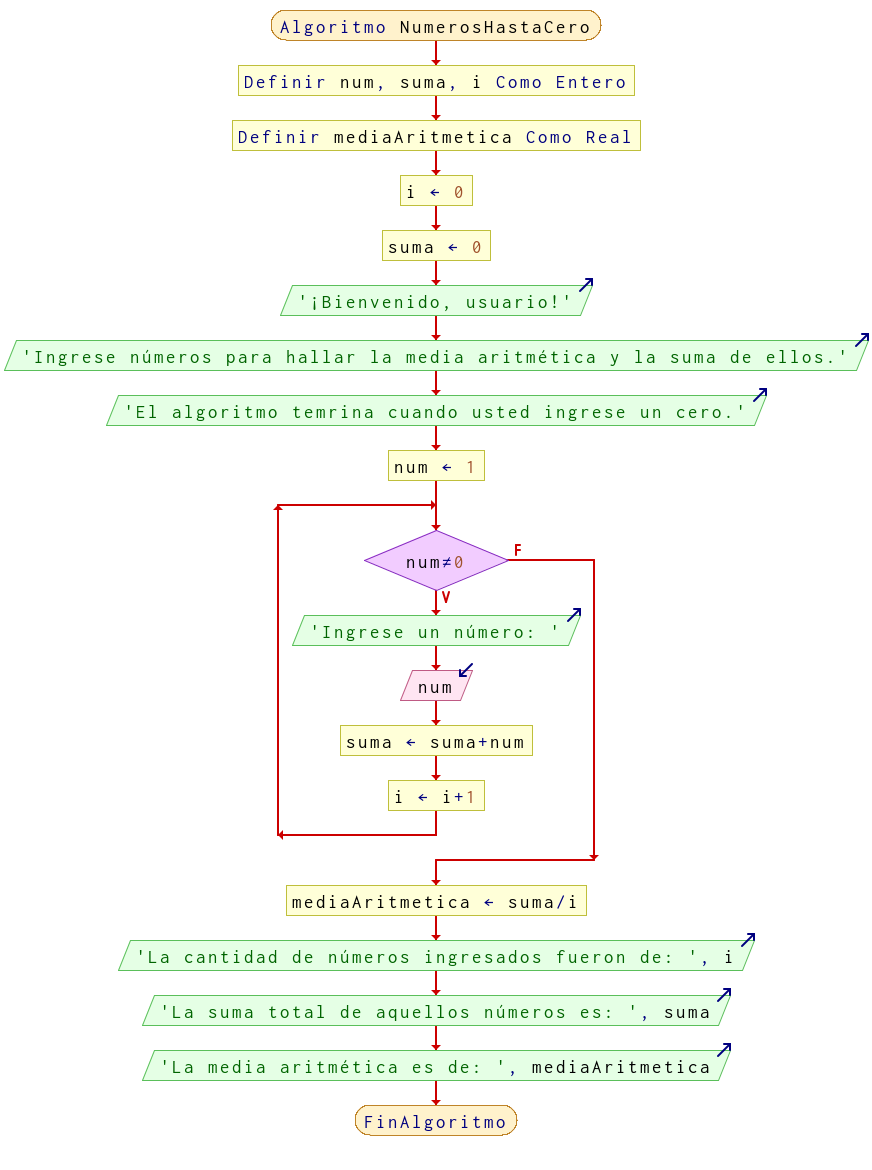 Algoritmo NumerosHastaCero
Definir num, suma, i Como Entero
Definir mediaAritmetica Como Real
i ← 0
suma ← 0
'¡Bienvenido, usuario!'
'Ingrese números para hallar la media aritmética y la suma de ellos.'
'El algoritmo temrina cuando usted ingrese un cero.'
num ← 1
F
num≠0
V
'Ingrese un número: '
num
suma ← suma+num
i ← i+1
mediaAritmetica ← suma/i
'La cantidad de números ingresados fueron de: ', i
'La suma total de aquellos números es: ', suma
'La media aritmética es de: ', mediaAritmetica
FinAlgoritmo